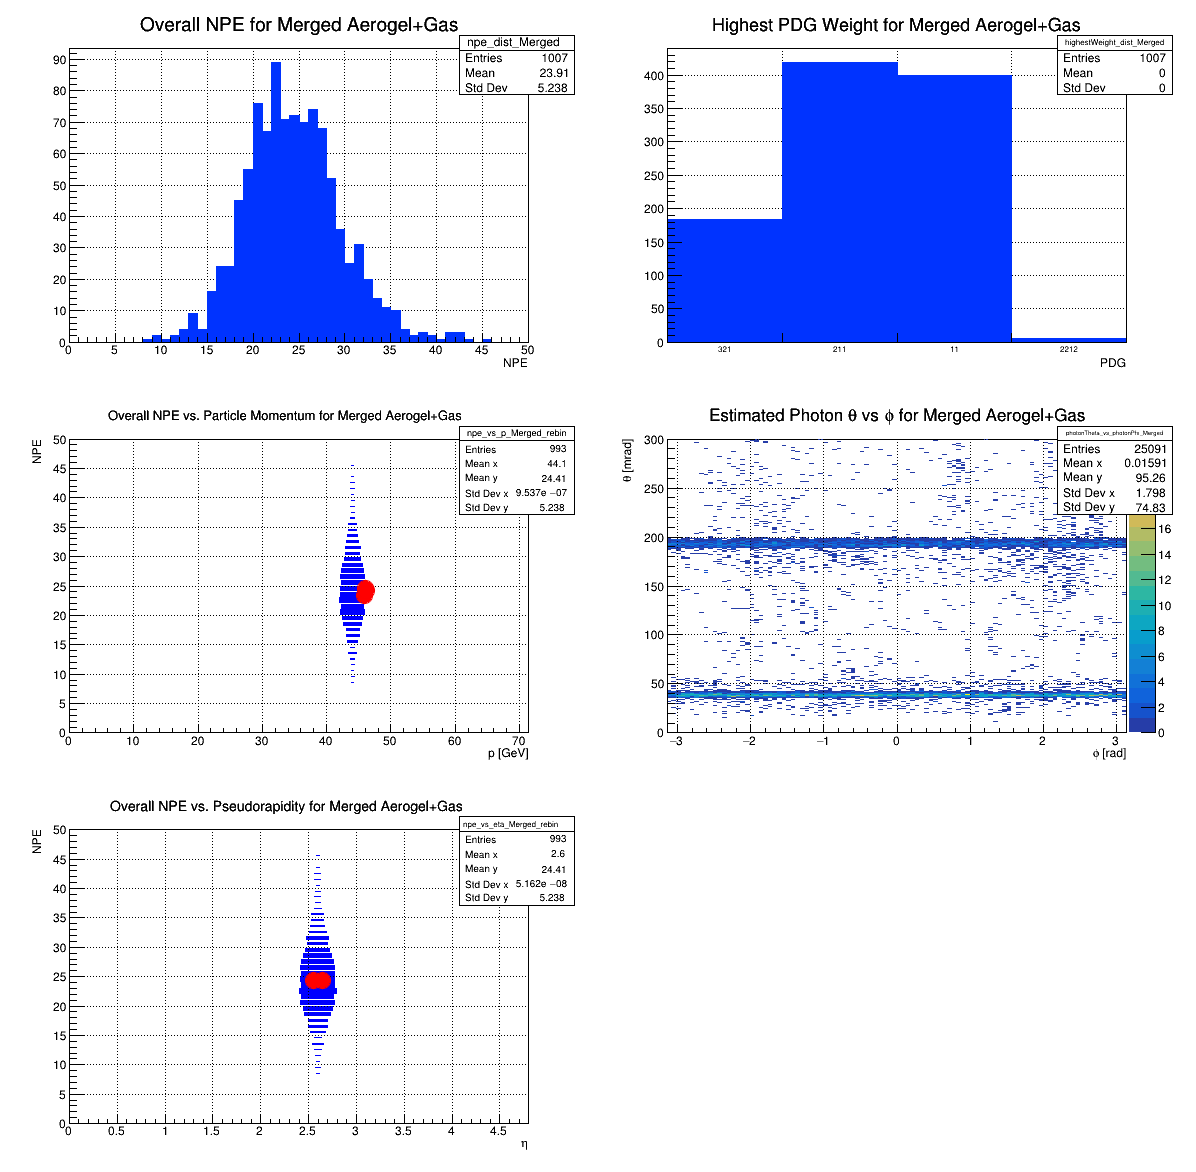 Overall NPE for Merged Aerogel+Gas
npe_dist_Merged
Entries 1007
Mean 23.91
Std Dev 5.238
90
80
70
60
50
40
30
20
10
0
0 5 10 15 20 25 30 35 40 45 50
NPE
Highest PDG Weight for Merged Aerogel+Gas
highestWeight_dist_Merged
Entries 1007
Mean 0
Std Dev 0
400
350
300
250
200
150
100
50
0
321 211 11 2212
PDG
Overall NPE vs. Particle Momentum for Merged Aerogel+Gas
npe_vs_p_Merged_rebin
Entries 993
Mean x 44.1
Mean y 24.41
Std Dev x 9.537e −07
Std Dev y 5.238
NPE
50
45
40
35
30
25
20
15
10
5
0
0 10 20 30 40 50 60 70
p [GeV]
Estimated Photon θ vs ϕ for Merged Aerogel+Gas
photonTheta_vs_photonPhi_Merged
Entries 25091
Mean x 0.01591
Mean y 95.26
Std Dev x 1.798
Std Dev y 74.83
θ [mrad]
300
250
200
150
100
50
0
−3 −2 −1 0 1 2 3
ϕ [rad]
16
14
12
10
8
6
4
2
0
Overall NPE vs. Pseudorapidity for Merged Aerogel+Gas
npe_vs_eta_Merged_rebin
Entries 993
Mean x 2.6
Mean y 24.41
Std Dev x 5.162e −08
Std Dev y 5.238
NPE
50
45
40
35
30
25
20
15
10
5
0
0 0.5 1 1.5 2 2.5 3 3.5 4 4.5
η